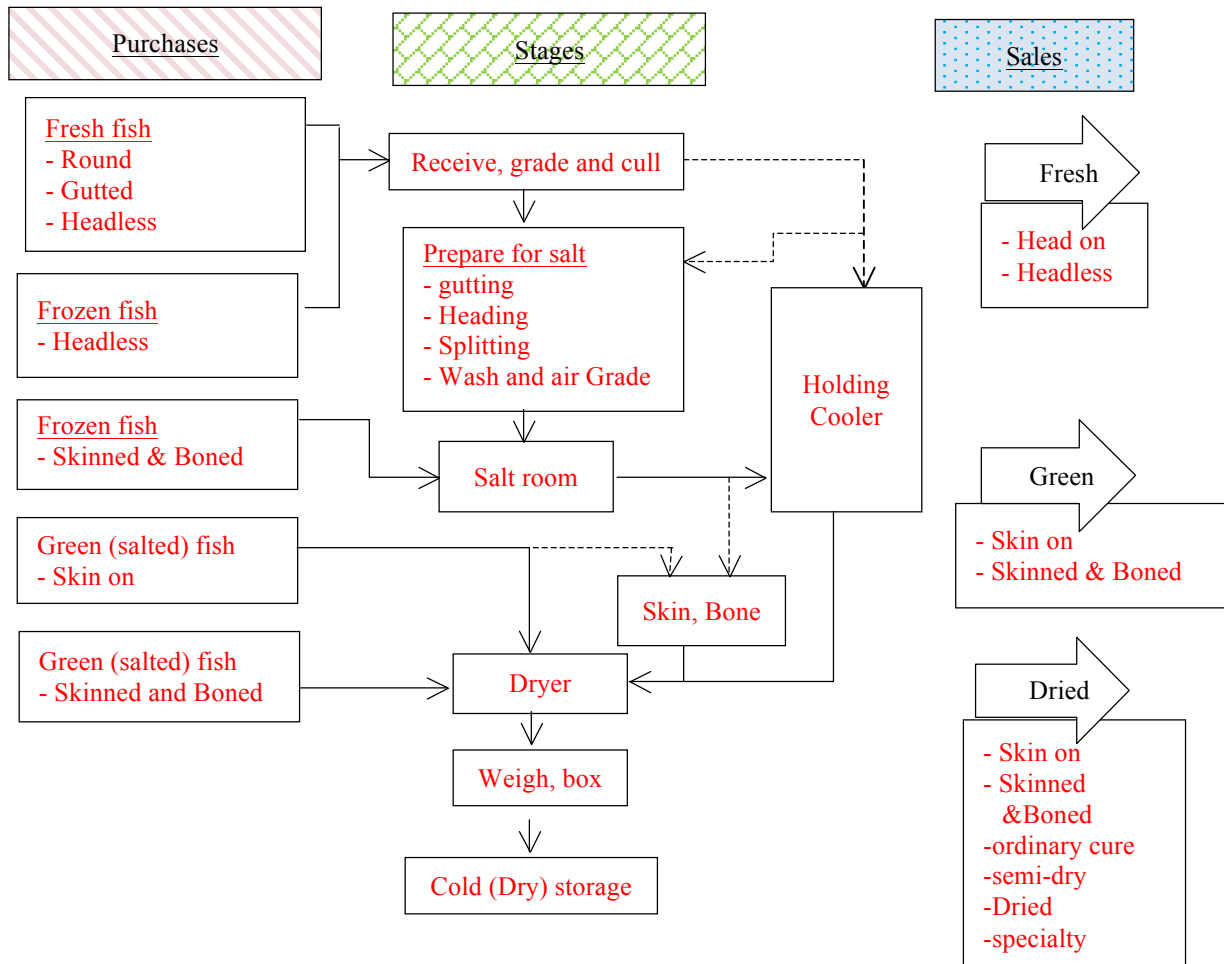 Purchases
Stages
Sales
Fresh fish
- Round
- Gutted
- Headless
Frozen fish
- Headless
Frozen fish
- Skinned & Boned
Green (salted) fish
- Skin on
Green (salted) fish
- Skinned and Boned
Receive, grade and cull
Prepare for salt
- gutting
- Heading
- Splitting
- Wash and air Grade
Salt room
Holding
Cooler
Skin, Bone
Dryer
Weigh, box
Cold (Dry) storage
Fresh
- Head on
- Headless
Green
- Skin on
- Skinned & Boned
Dried
- Skin on
- Skinned
&Boned
-ordinary cure
-semi-dry
-Dried
-specialty